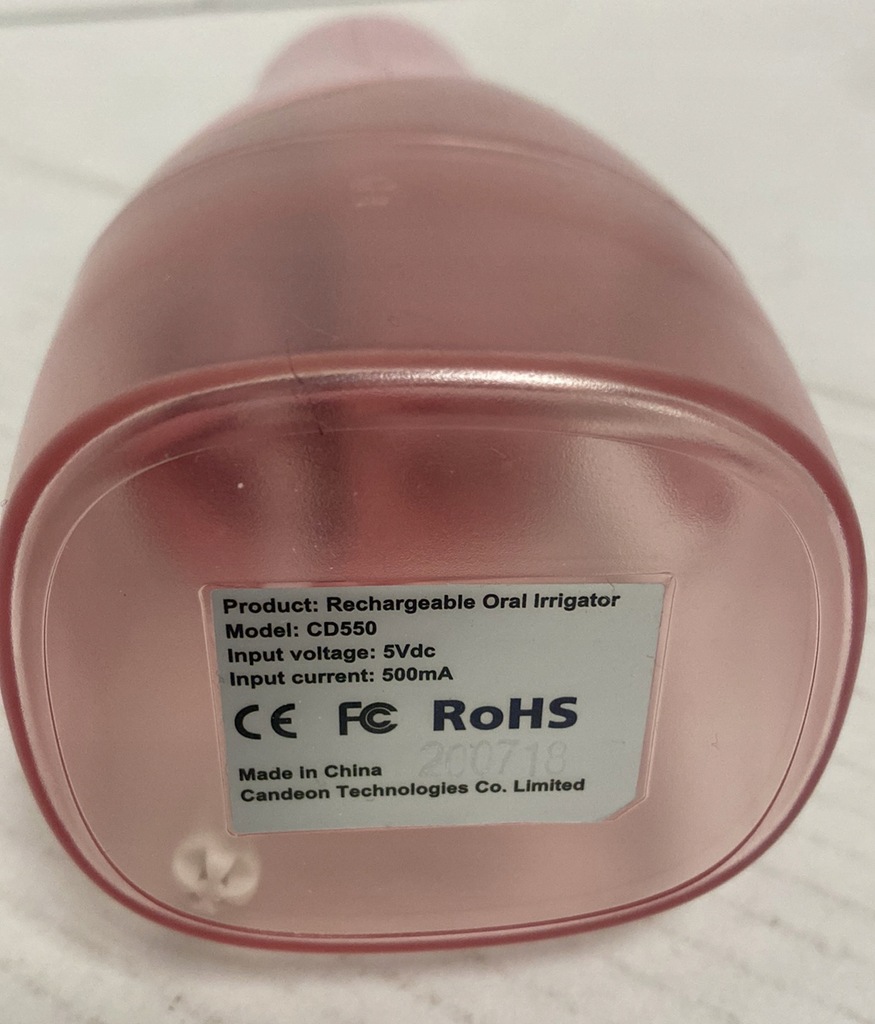 Product: Rechargeable Oral Irrigator
Model: CD550
Input voltage: 5Vdc
Input current: 500mA
CE FC RoHS
200718
Made in China
Candeon Technologies Co. Limited